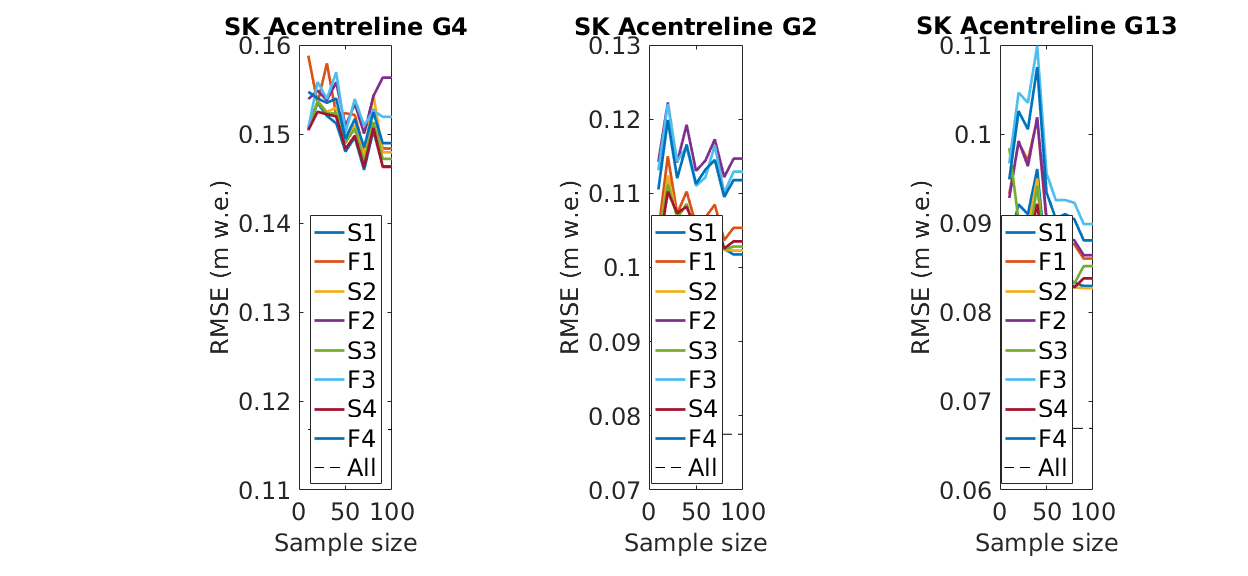 SK Acentreline G4
0.16
0.15
0.14
0.13
0.12
0.11
RMSE (m w.e.)
S1
F1
S2
F2
S3
F3
S4
F4
All
0 50 100
Sample size
SK Acentreline G2
0.13
0.12
0.11
0.1
0.09
0.08
0.07
RMSE (m w.e.)
S1
F1
S2
F2
S3
F3
S4
F4
All
0 50 100
Sample size
SK Acentreline G13
0.11
0.1
0.09
0.08
0.07
0.06
RMSE (m w.e.)
S1
F1
S2
F2
S3
F3
S4
F4
All
0 50 100
Sample size